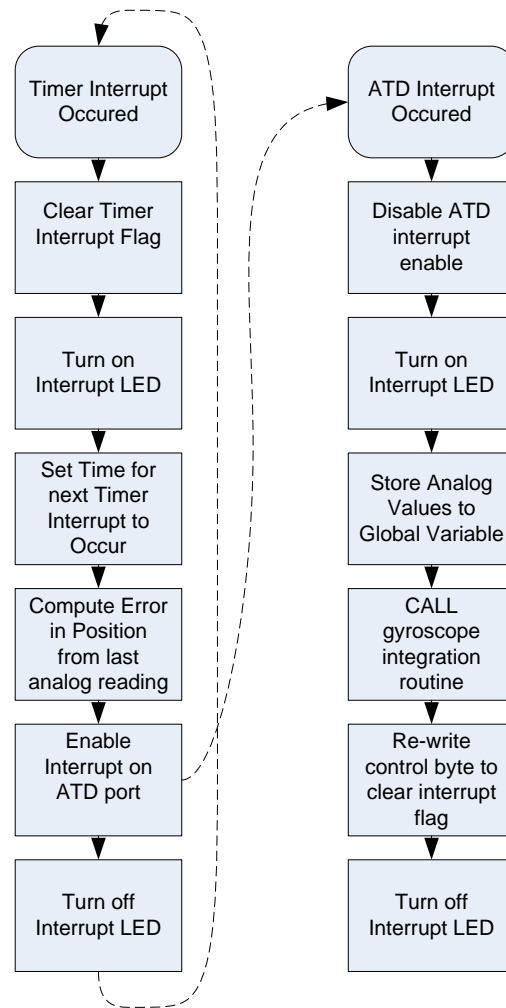 Timer Interrupt
Occured
Clear Timer
Interrupt Flag
Turn on
Interrupt LED
Set Time for
next Timer
Interrupt to
Occur
Compute Error
in Position
from last
analog reading
Enable
Interrupt on
ATD port
Turn off
Interrupt LED
ATD Interrupt
Occured
Disable ATD
interrupt
enable
Turn on
Interrupt LED
Store Analog
Values to
Global Variable
CALL
gyroscope
integration
routine
Re-write
control byte to
clear interrupt
flag
Turn off
Interrupt LED